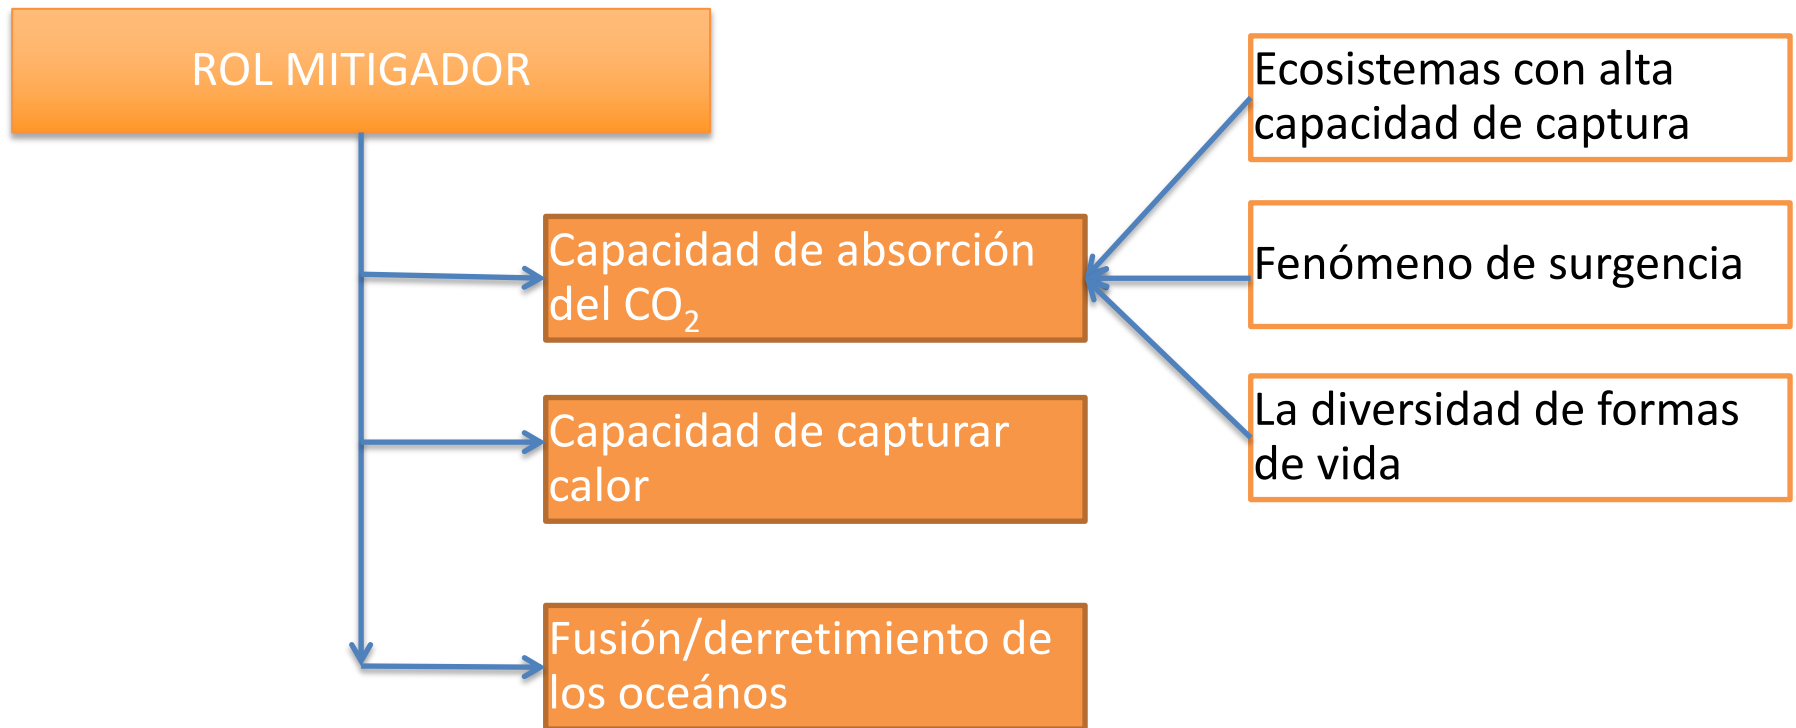 ROL MITIGADOR
Capacidad de absorción
del CO₂
Capacidad de capturar
calor
Fusión/derretimiento de
los oceános
Ecosistemas con alta
capacidad de captura
Fenómeno de surgencia
La diversidad de formas
de vida